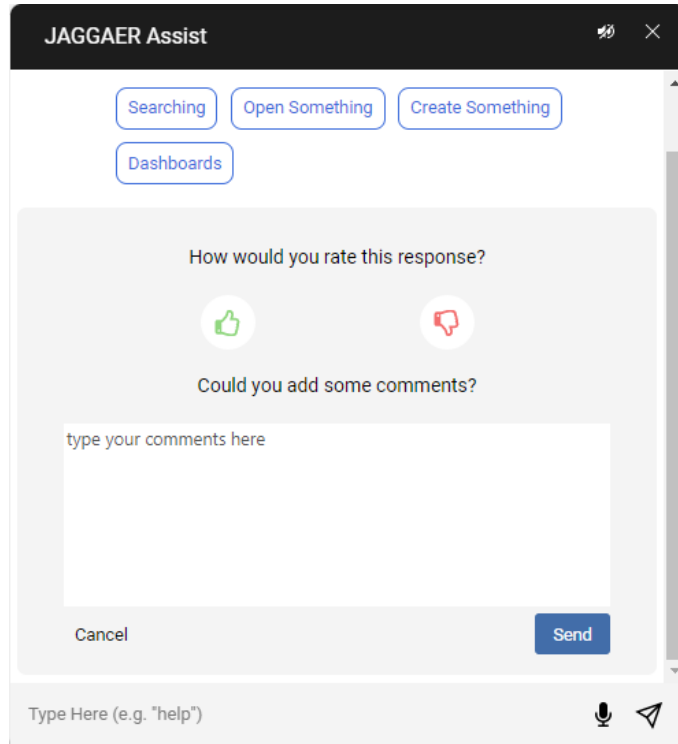 JAGGAER Assist
Searching Open Something Create Something
Dashboards
How would you rate this response?
Could you add some comments?
type your comments here
Cancel Send
Type Here (e.g. "help")